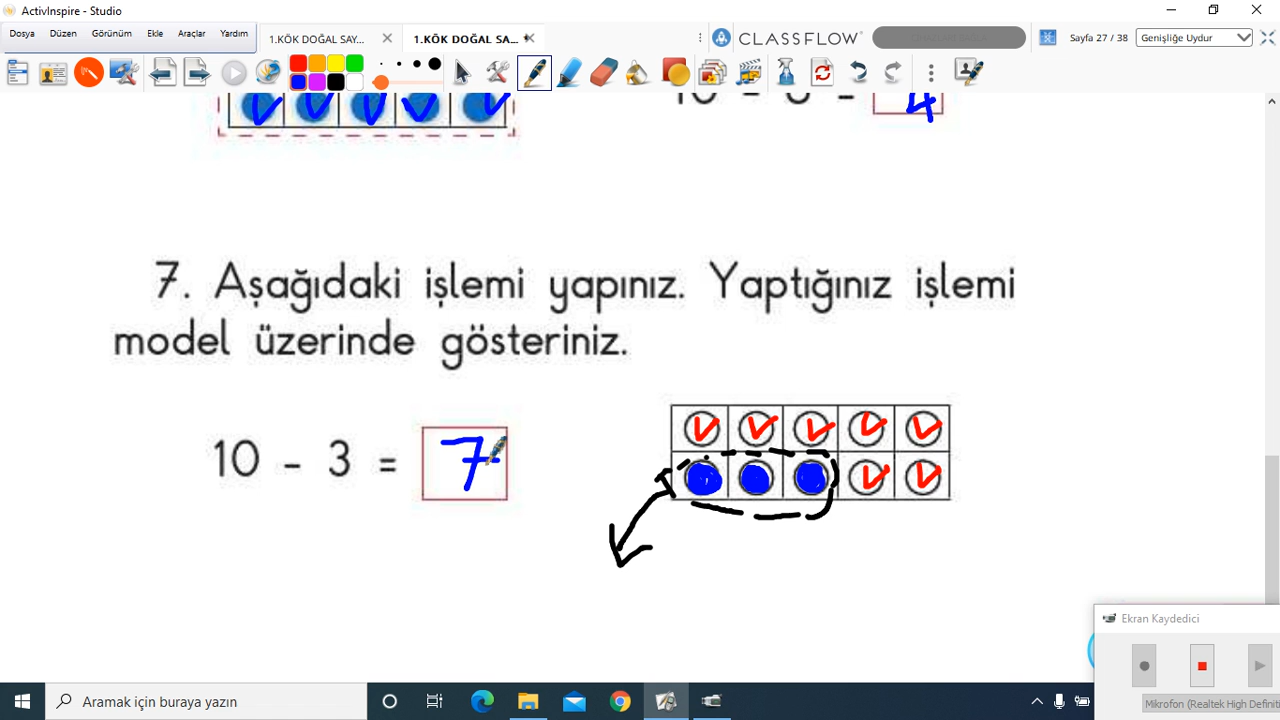 ActivInspire - Studio
Dosya Düzen Görünüm Ekle Araçlar Yardım
1.KÖK DOĞAL SAY... 1.KÖK DOĞAL SA...
CLASSFLOW
Sayfa 27 / 38 Genişliğe Uydur
= 4
7. Aşağıdaki işlemi yapınız. Yaptığınız işlemi
model üzerinde gösteriniz.
10 - 3 = 7
Ekran Kaydedici
Mikrofon (Realtek High Definiti
Aramak için buraya yazın